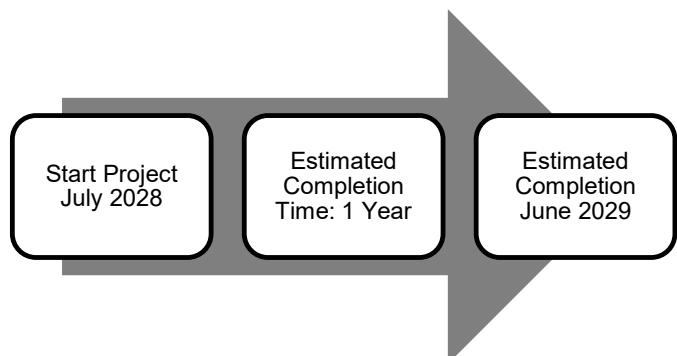 Start Project
July 2028
Estimated
Completion
Time: 1 Year
Estimated
Completion
June 2029